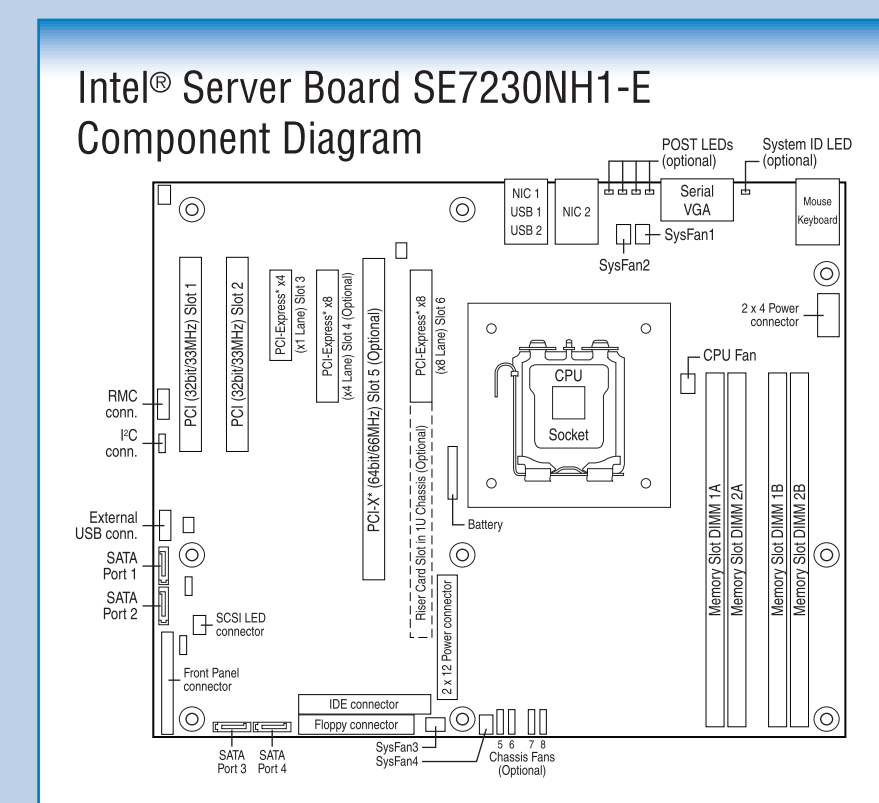 Intel® Server Board SE7230NH1-E
Component Diagram
POST LEDs
(optional)
System ID LED
(optional)
NIC 1
USB 1
USB 2
NIC 2
Serial
VGA
Mouse
Keyboard
SysFan1
SysFan2
PCI (32bit/33MHz) Slot 1
PCI (32bit/33MHz) Slot 2
PCI-Express* x4
(x1 Lane) Slot 3
PCI-Express* x8
(x4 Lane) Slot 4 (Optional)
PCI-X* (64bit/66MHz) Slot 5 (Optional)
PCI-Express* x8
(x8 Lane) Slot 6
Riser Card Slot in 1U Chassis (Optional)
2 x 4 Power
connector
CPU Fan
CPU
Socket
RMC
conn.
I²C
conn.
Battery
External
USB conn.
SATA
Port 1
SATA
Port 2
SCSI LED
connector
Front Panel
connector
2 x 12 Power connector
Memory Slot DIMM 1A
Memory Slot DIMM 2A
Memory Slot DIMM 1B
Memory Slot DIMM 2B
IDE connector
Floppy connector
SATA
Port 3
SATA
Port 4
SysFan3
SysFan4
5 6 7 8
Chassis Fans
(Optional)